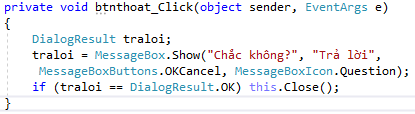 private void btnthoat_Click(object sender, EventArgs e)
{
DialogResult traloi;
traloi = MessageBox.Show("Chắc không?", "Trả lời",
MessageBoxButtons.OKCancel, MessageBoxIcon.Question);
if (traloi == DialogResult.OK) this.Close();
}